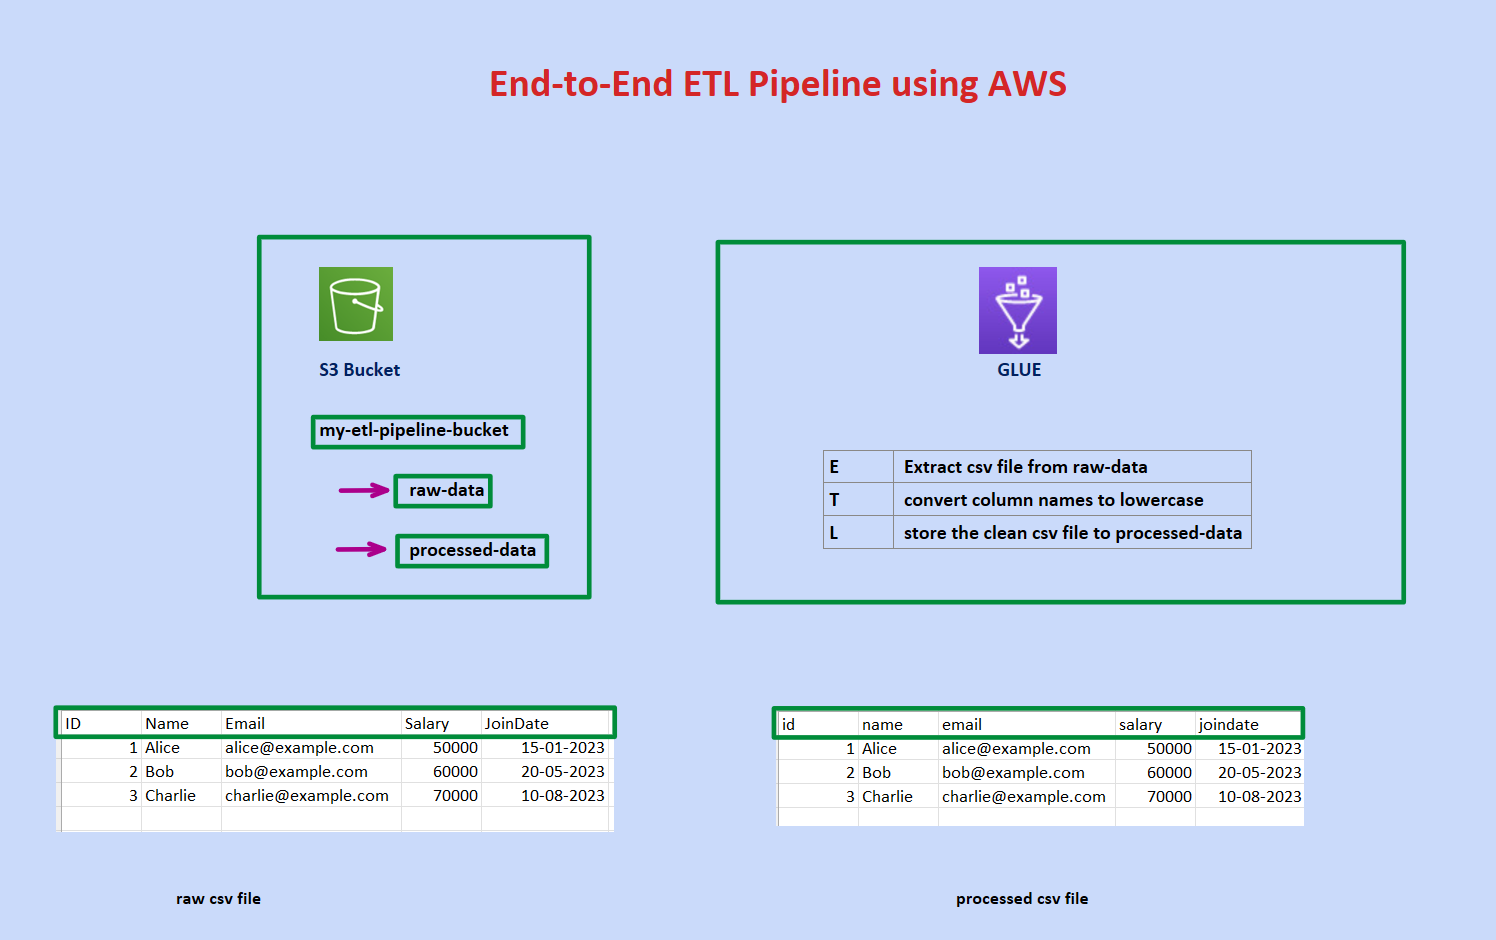 End-to-End ETL Pipeline using AWS
S3 Bucket
my-etl-pipeline-bucket
raw-data
processed-data
GLUE
E Extract csv file from raw-data
T convert column names to lowercase
L store the clean csv file to processed-data
ID Name Email Salary JoinDate
1 Alice alice@example.com 50000 15-01-2023
2 Bob bob@example.com 60000 20-05-2023
3 Charlie charlie@example.com 70000 10-08-2023
raw csv file
id name email salary joindate
1 Alice alice@example.com 50000 15-01-2023
2 Bob bob@example.com 60000 20-05-2023
3 Charlie charlie@example.com 70000 10-08-2023
processed csv file